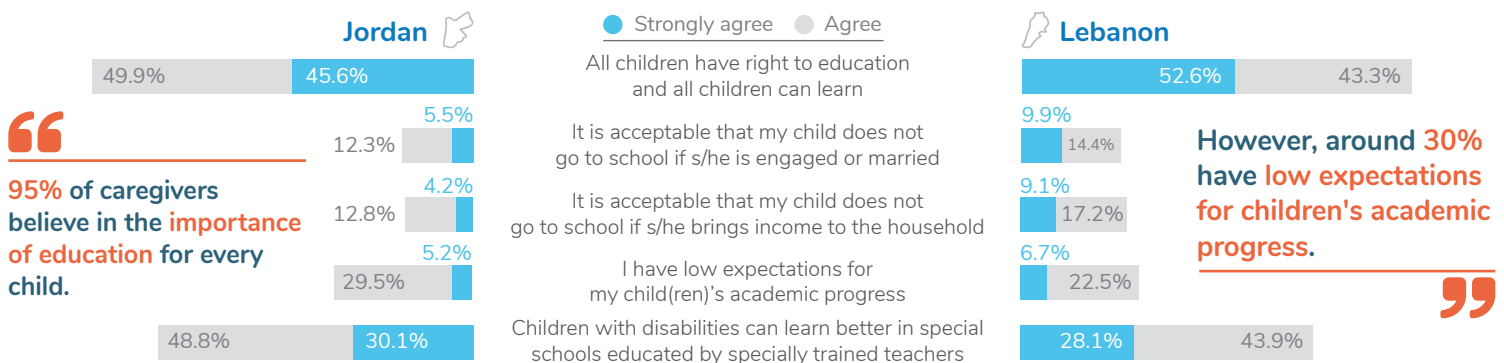 Jordan
Strongly agree Agree
Lebanon
49.9% 45.6%
All children have right to education
and all children can learn
52.6% 43.3%
5.5%
12.3%
It is acceptable that my child does not
go to school if s/he is engaged or married
9.9%
14.4%
4.2%
12.8%
It is acceptable that my child does not
go to school if s/he brings income to the household
9.1%
17.2%
5.2%
29.5%
I have low expectations for
my child(ren)’s academic progress
6.7%
22.5%
48.8% 30.1%
Children with disabilities can learn better in special
schools educated by specially trained teachers
28.1% 43.9%
“
95% of caregivers
believe in the importance
of education for every
child.
However, around 30%
have low expectations
for children's academic
progress.
”